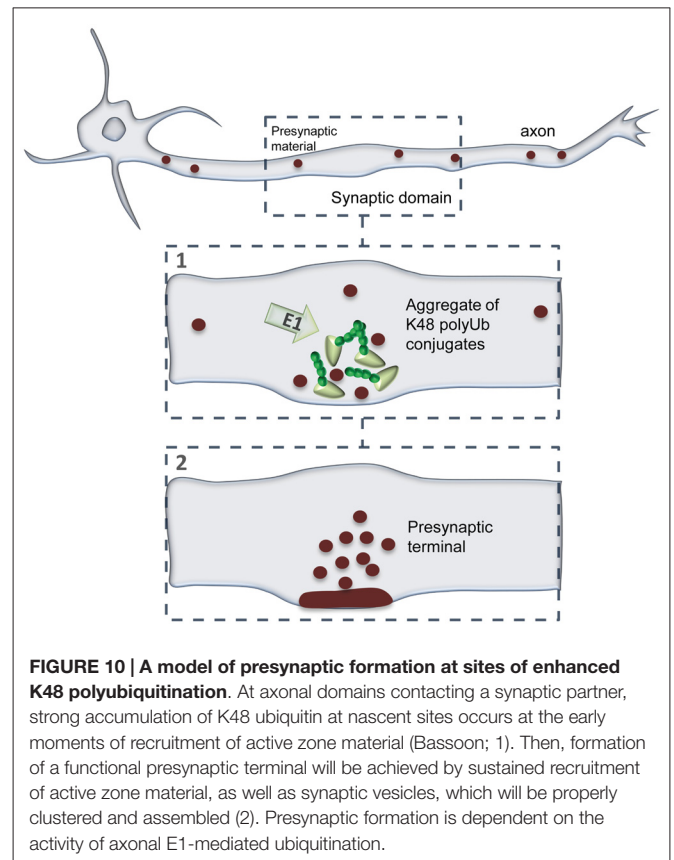 Presynaptic
material
axon
Synaptic domain
1
E1
Aggregate of
K48 polyUb
conjugates
2
Presynaptic
terminal
FIGURE 10 | A model of presynaptic formation at sites of enhanced
K48 polyubiquitination. At axonal domains contacting a synaptic partner,
strong accumulation of K48 ubiquitin at nascent sites occurs at the early
moments of recruitment of active zone material (Bassoon; 1). Then, formation
of a functional presynaptic terminal will be achieved by sustained recruitment
of active zone material, as well as synaptic vesicles, which will be properly
clustered and assembled (2). Presynaptic formation is dependent on the
activity of axonal E1-mediated ubiquitination.